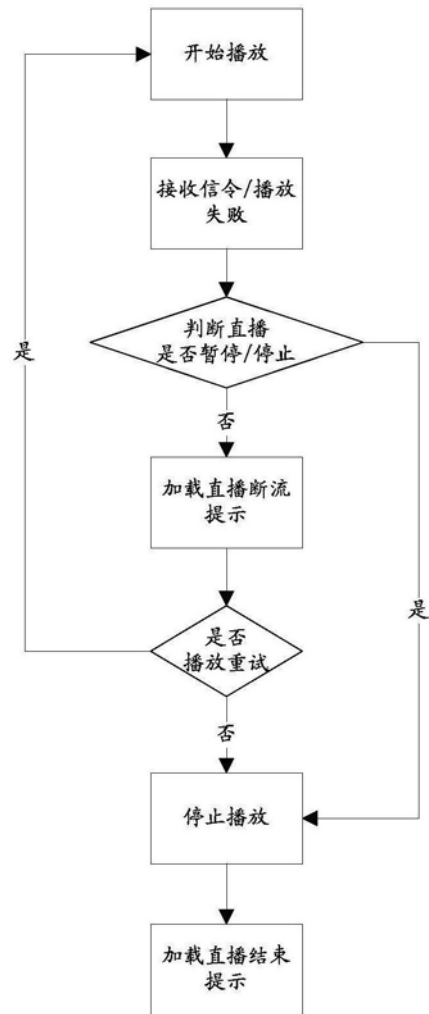 开始播放
接收信令/播放
失败
判断直播
是否暂停/停止
是
否
加载直播断流
提示
是
是否
播放重试
否
停止播放
加载直播结束
提示